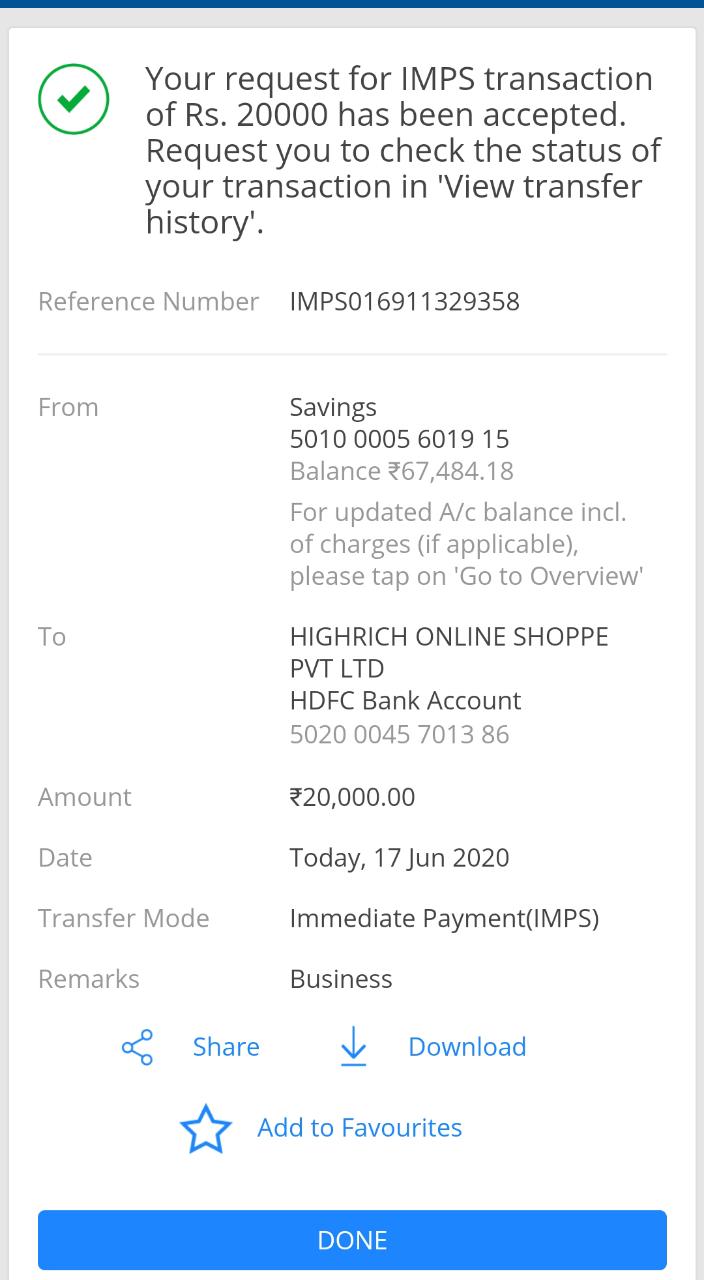 Your request for IMPS transaction
of Rs. 20000 has been accepted.
Request you to check the status of
your transaction in 'View transfer
history'.
Reference Number IMPS016911329358
From Savings
5010 0005 6019 15
Balance ₹67,484.18
For updated A/c balance incl.
of charges (if applicable),
please tap on 'Go to Overview'
To HIGHRICH ONLINE SHOPPE
PVT LTD
HDFC Bank Account
5020 0045 7013 86
Amount ₹20,000.00
Date Today, 17 Jun 2020
Transfer Mode Immediate Payment(IMPS)
Remarks Business
Share Download
Add to Favourites
DONE